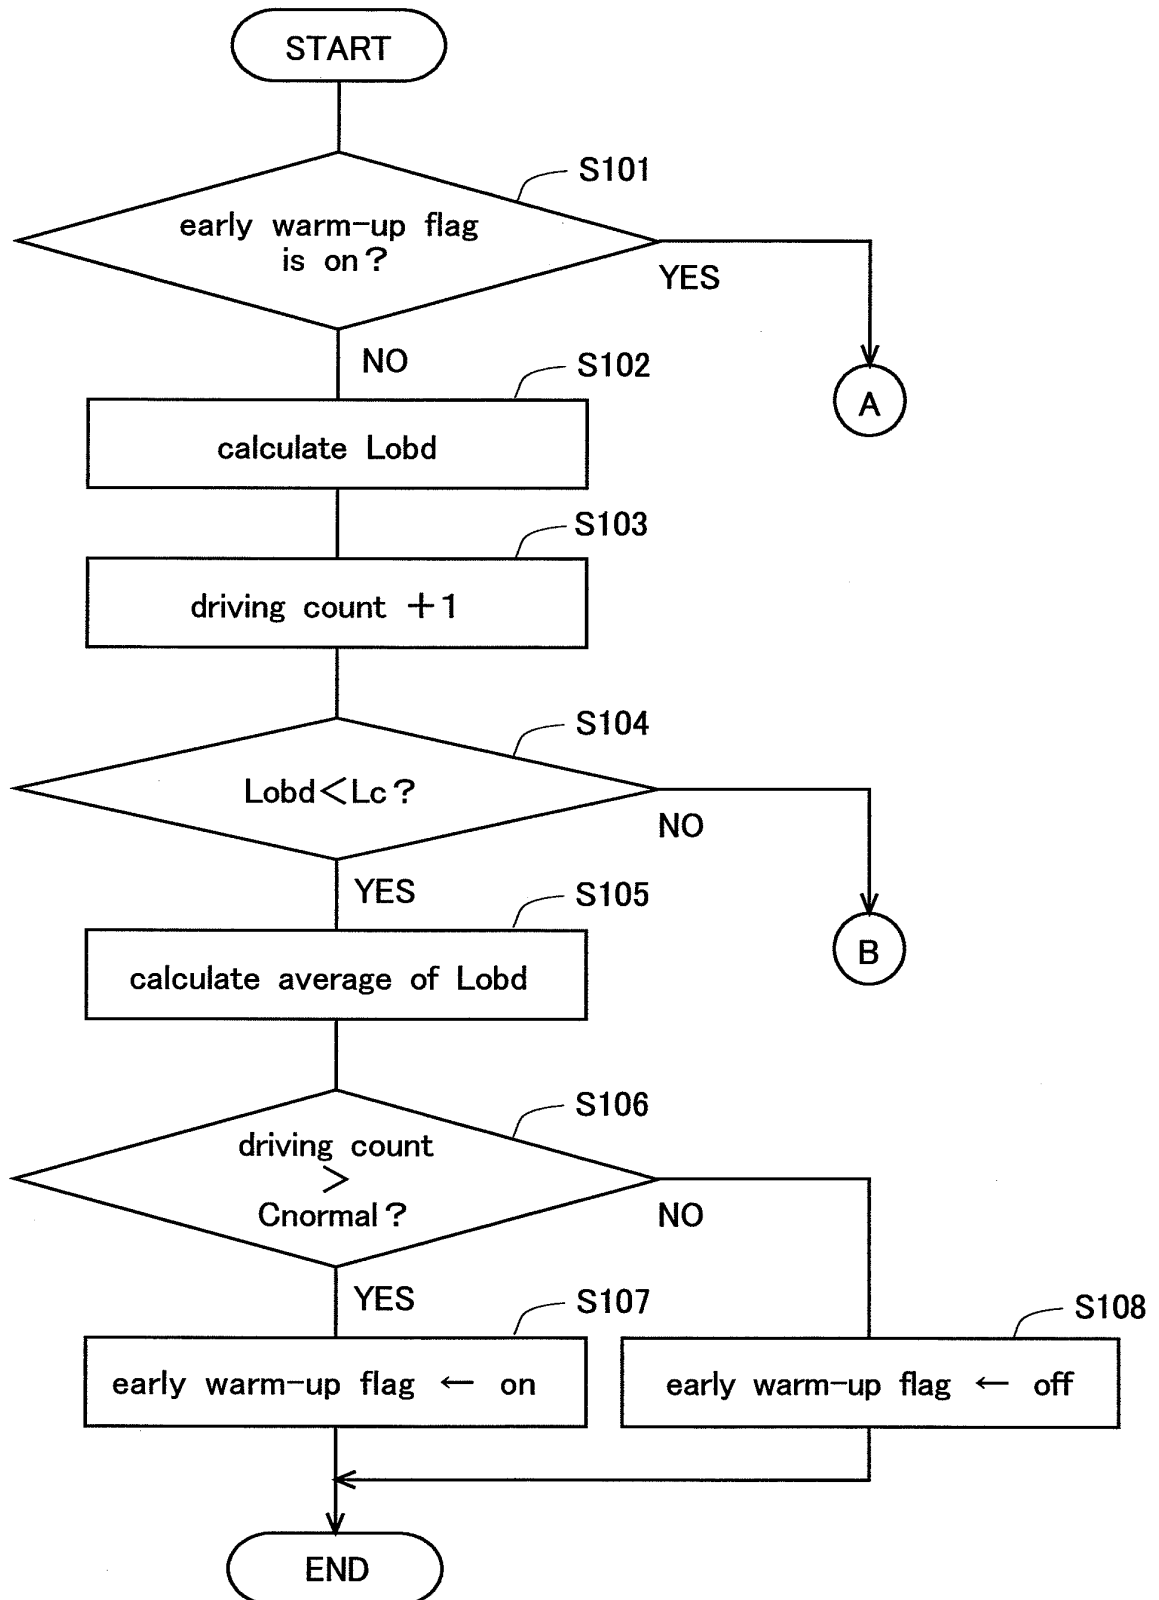 START
S101
early warm-up flag
is on?
YES
NO
S102
A
calculate Lobd
S103
driving count +1
S104
Lobd<Lc?
NO
YES
S105
B
calculate average of Lobd
S106
driving count
>
Cnormal?
NO
YES
S107
S108
early warm-up flag ← on
early warm-up flag ← off
END